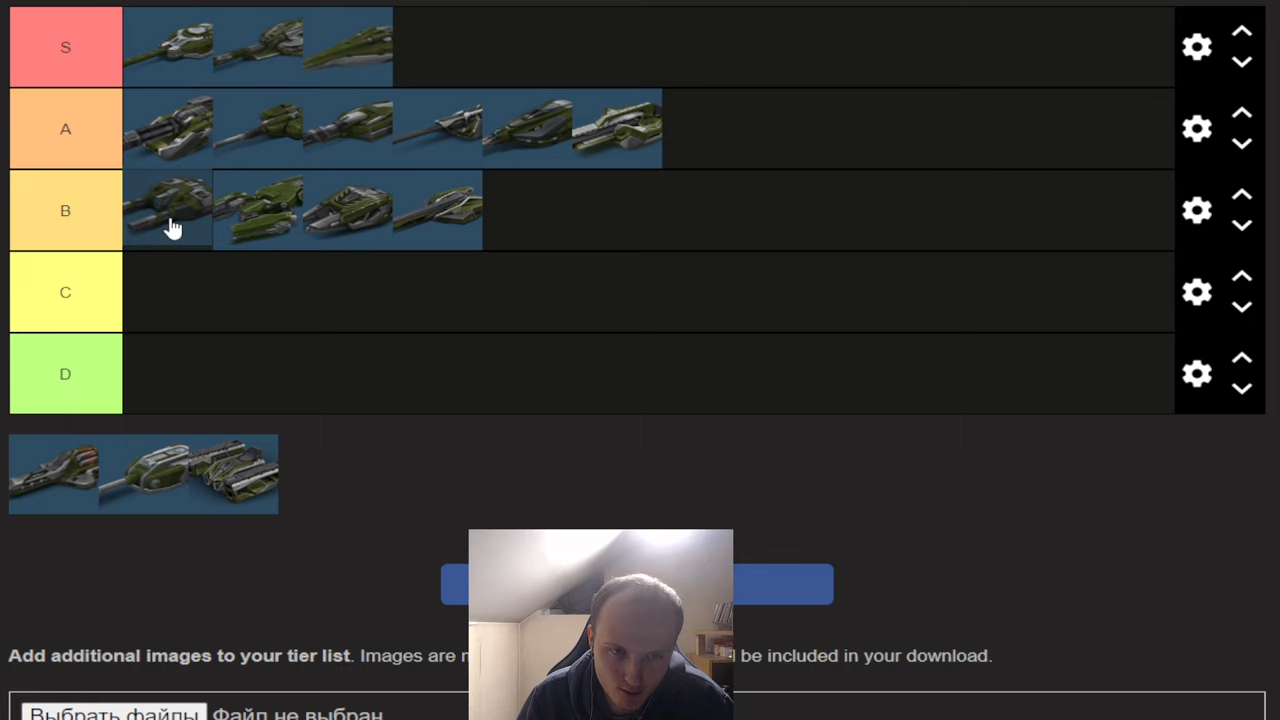 S
A
B
C
D
Add additional images to your tier list. Images are
be included in your download.
Выбрать файлы Файл не выбран